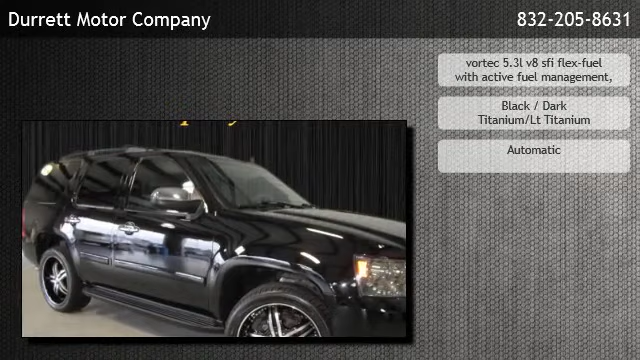 Durrett Motor Company
832-205-8631
vortec 5.3l v8 sfi flex-fuel
with active fuel management,
Black / Dark
Titanium/Lt Titanium
Automatic